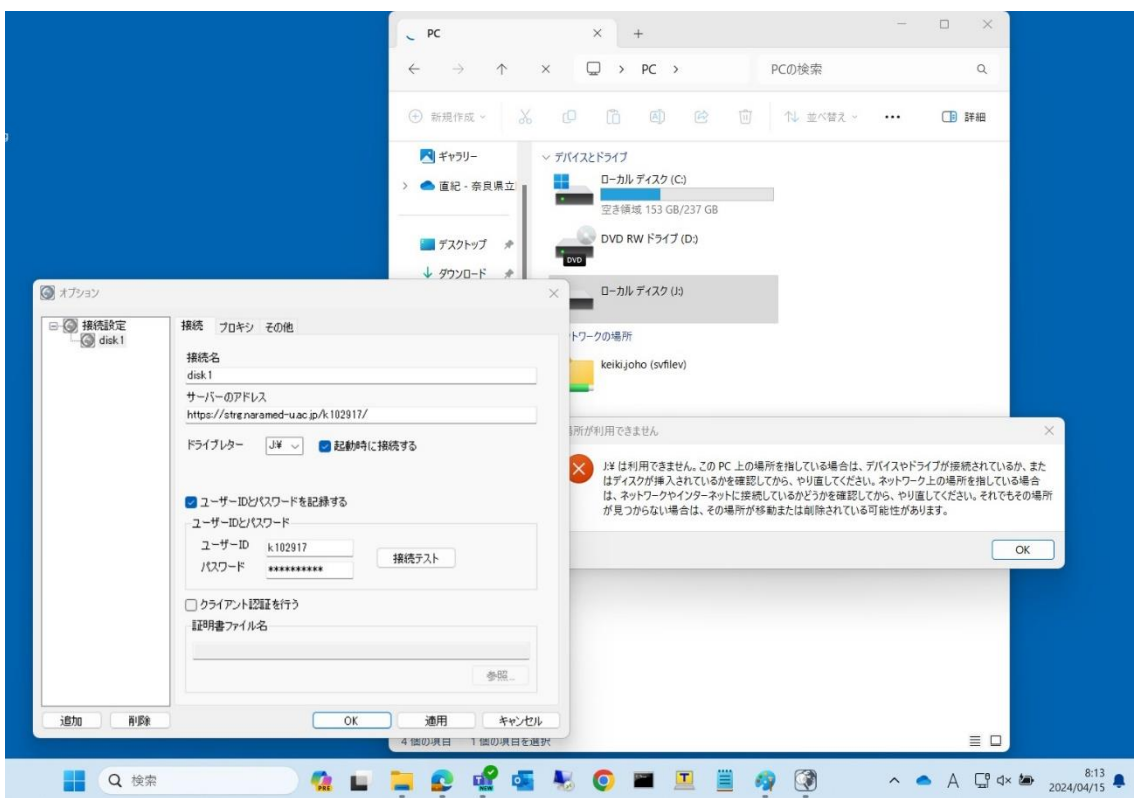 PC
PC
PCの検索
新規作成
並べ替え
詳細
ギャラリー
直紀 - 奈良県立
デスクトップ
ダウンロード
デバイスとドライブ
ローカル ディスク (C:)
空き領域 153 GB/237 GB
DVD RW ドライブ (D:)
DVD
ローカル ディスク (J:)
ットワークの場所
keiki.joho (svfilev)
オプション
接続設定
disk1
接続 プロキシ その他
接続名
disk1
サーバーのアドレス
https://strg.naramed-u.ac.jp/k102917/
ドライブレター J:¥ 起動時に接続する
ユーザーIDとパスワードを記録する
ユーザーIDとパスワード
ユーザーID k102917
パスワード **********
接続テスト
クライアント認証を行う
証明書ファイル名
参照...
追加 削除 OK 適用 キャンセル
場所が利用できません
J:¥ は利用できません。この PC 上の場所を指している場合は、デバイスやドライブが接続されているか、また
はディスクが挿入されているかを確認してから、やり直してください。ネットワーク上の場所を指している場合
は、ネットワークやインターネットに接続しているかどうかを確認してから、やり直してください。それでもその場所
が見つからない場合は、その場所が移動または削除されている可能性があります。
OK
4 個の項目 1 個の項目を選択
検索
PRE
NEW
A
8:13
2024/04/15